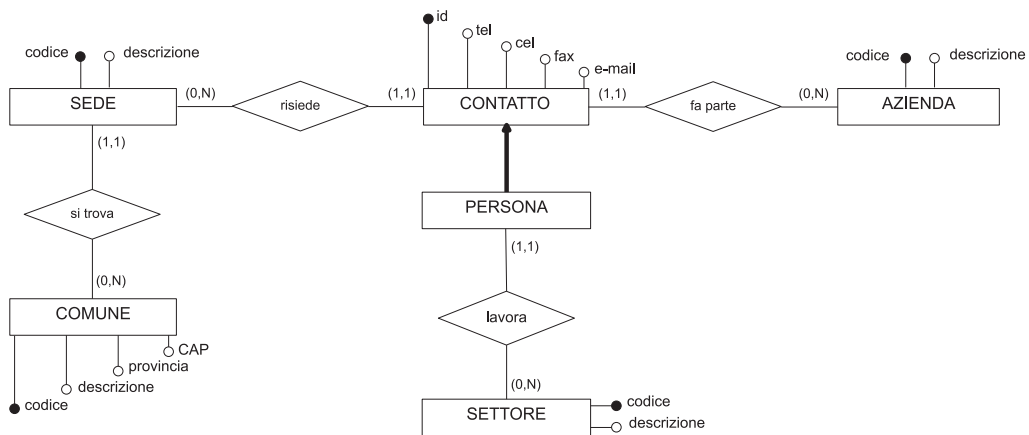 id
tel
cel
fax
e-mail
codice
descrizione
codice
descrizione
SEDE
(0,N)
risiede
(1,1)
CONTATTO
(1,1)
fa parte
(0,N)
AZIENDA
(1,1)
si trova
(0,N)
PERSONA
(1,1)
lavora
(0,N)
COMUNE
CAP
provincia
descrizione
codice
SETTORE
codice
descrizione